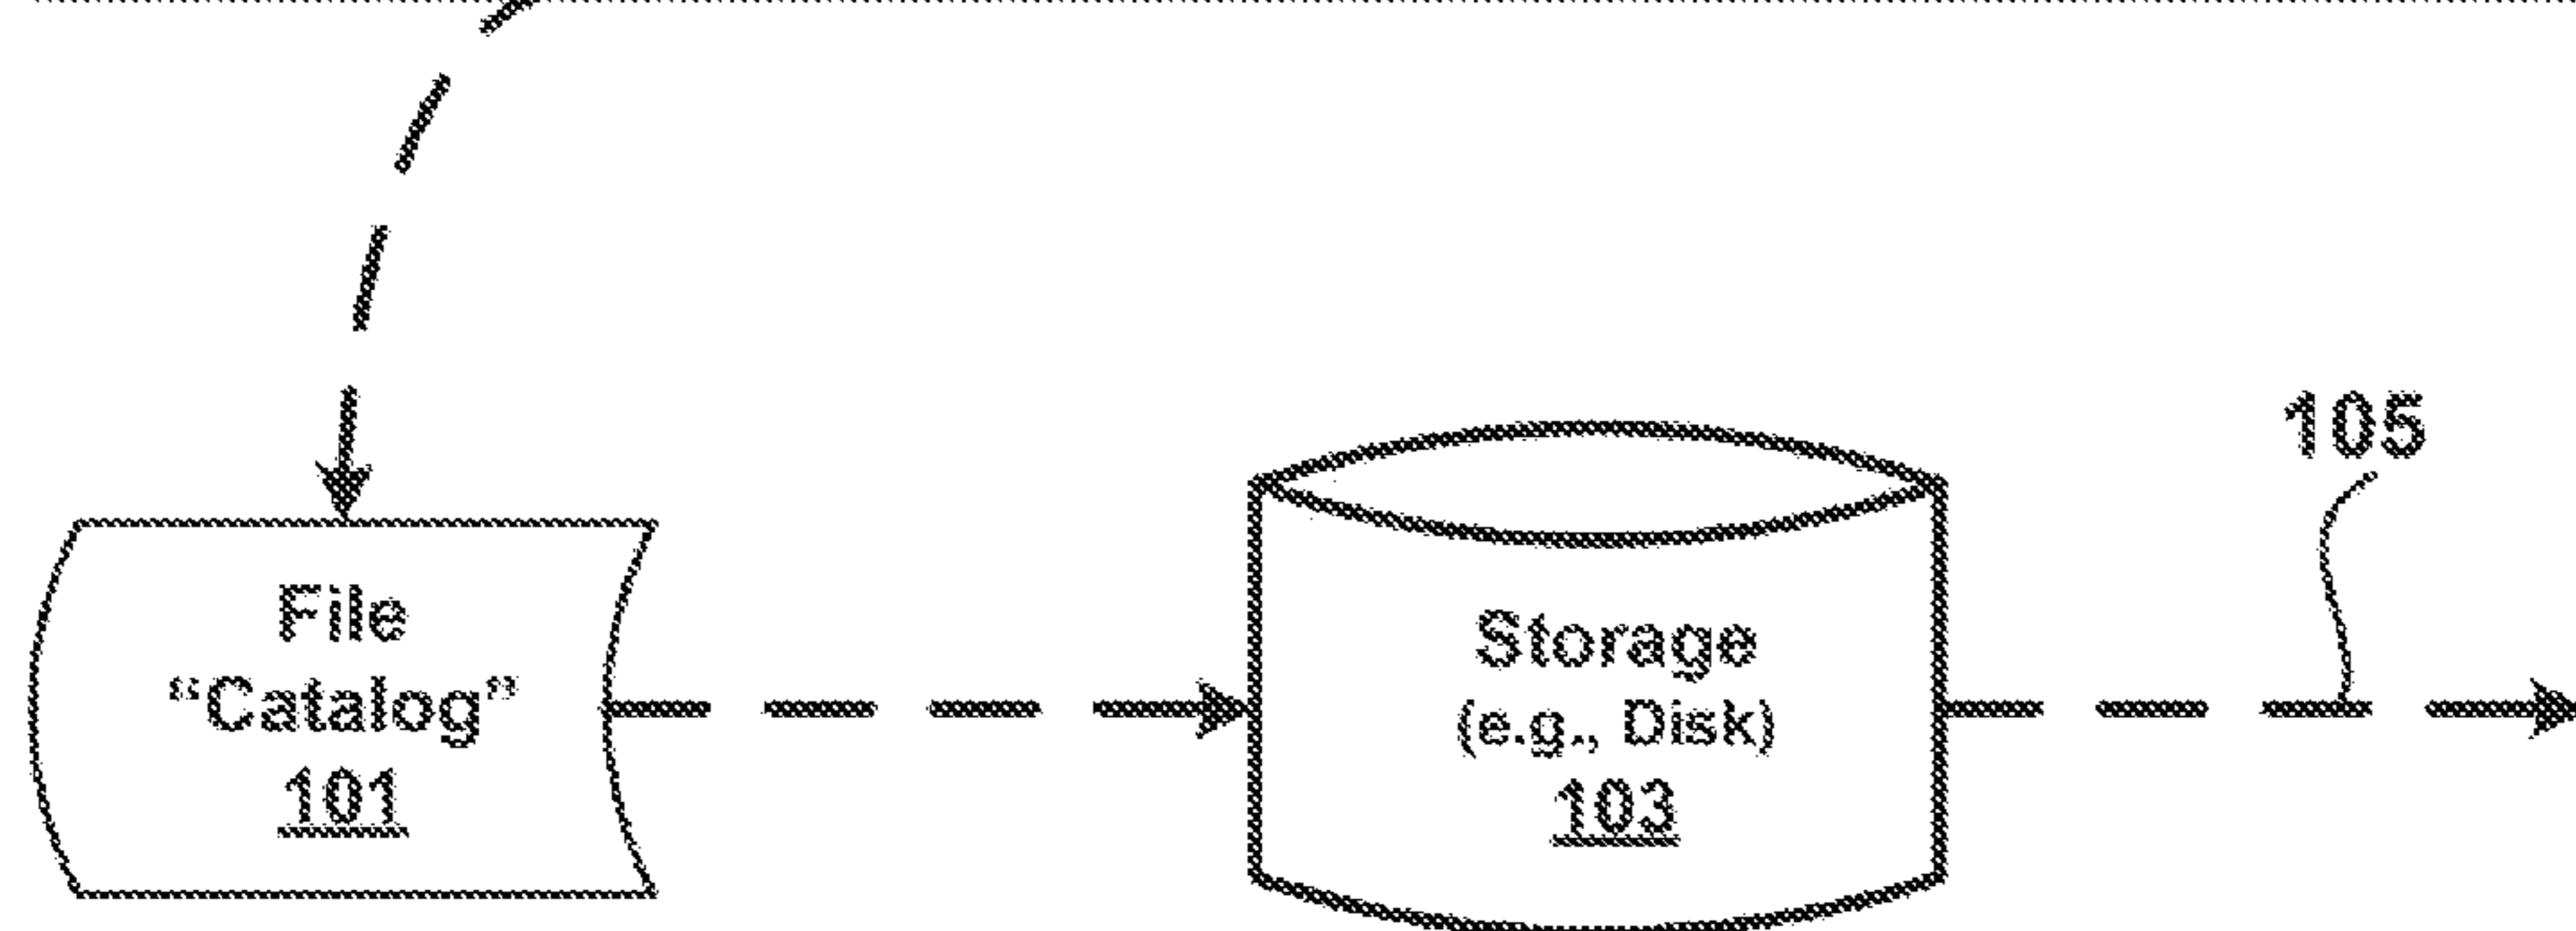 105
File
“Catalog”
101
Storage
(e.g., Disk)
103